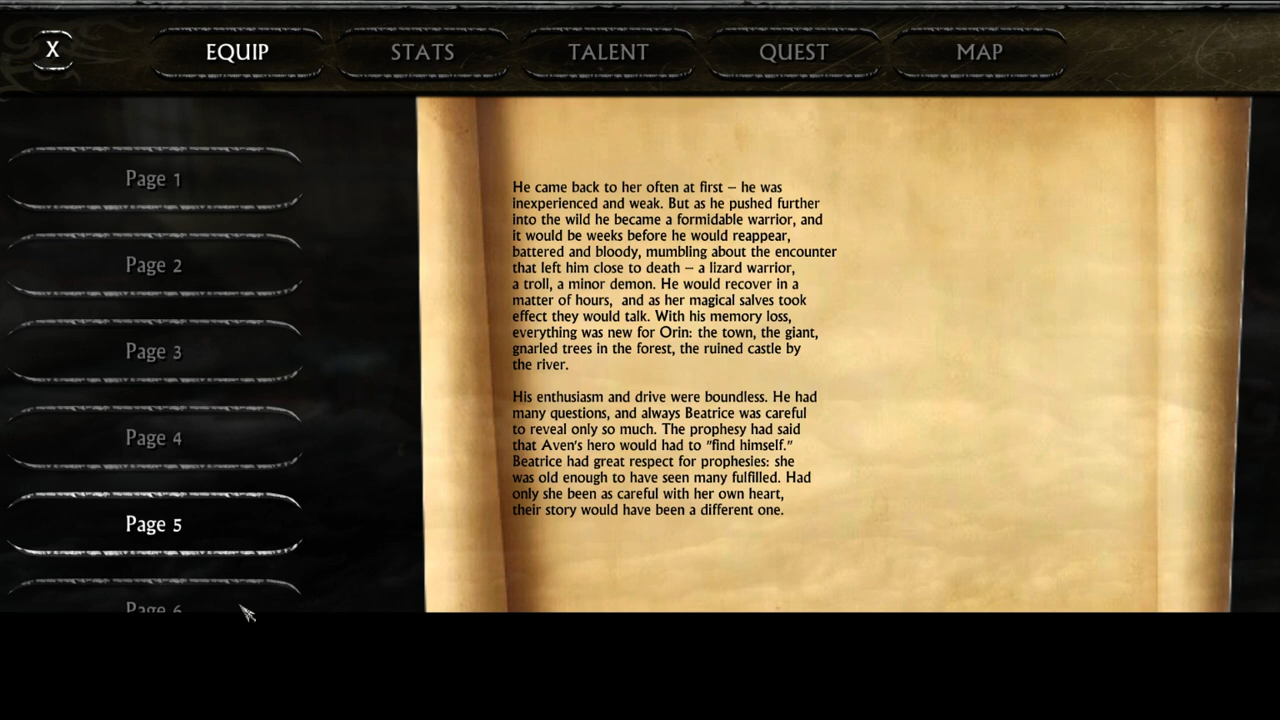 X
EQUIP
STATS
TALENT
QUEST
MAP
Page 1
Page 2
Page 3
Page 4
Page 5
Page 6
He came back to her often at first – he was
inexperienced and weak. But as he pushed further
into the wild he became a formidable warrior, and
it would be weeks before he would reappear,
battered and bloody, mumbling about the encounter
that left him close to death – a lizard warrior,
a troll, a minor demon. He would recover in a
matter of hours,  and as her magical salves took
effect they would talk. With his memory loss,
everything was new for Orin: the town, the giant,
gnarled trees in the forest, the ruined castle by
the river.
His enthusiasm and drive were boundless. He had
many questions, and always Beatrice was careful
to reveal only so much. The prophesy had said
that Aven's hero would had to "find himself."
Beatrice had great respect for prophesies: she
was old enough to have seen many fulfilled. Had
only she been as careful with her own heart,
their story would have been a different one.